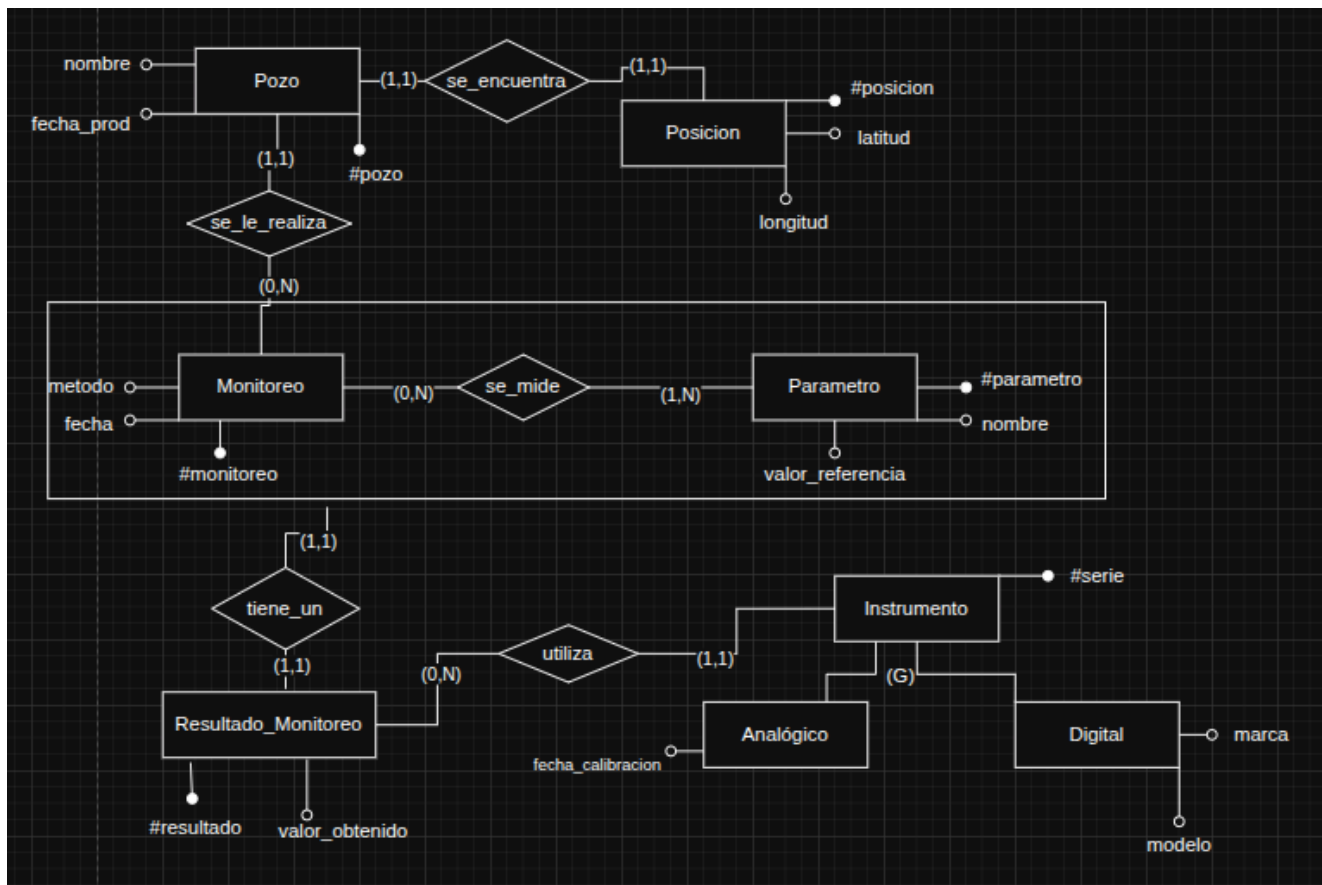 nombre
Pozo
(1,1)
se_encuentra
(1,1)
#posicion
fecha_prod
Posicion
latitud
(1,1)
#pozo
longitud
se_le_realiza
(0,N)
metodo
Monitoreo
(0,N)
se_mide
(1,N)
Parametro
#parametro
fecha
nombre
#monitoreo
valor_referencia
(1,1)
tiene_un
#serie
Instrumento
utiliza
(1,1)
(1,1)
(0,N)
(G)
Resultado_Monitoreo
Analógico
Digital
marca
fecha_calibracion
#resultado
valor_obtenido
modelo